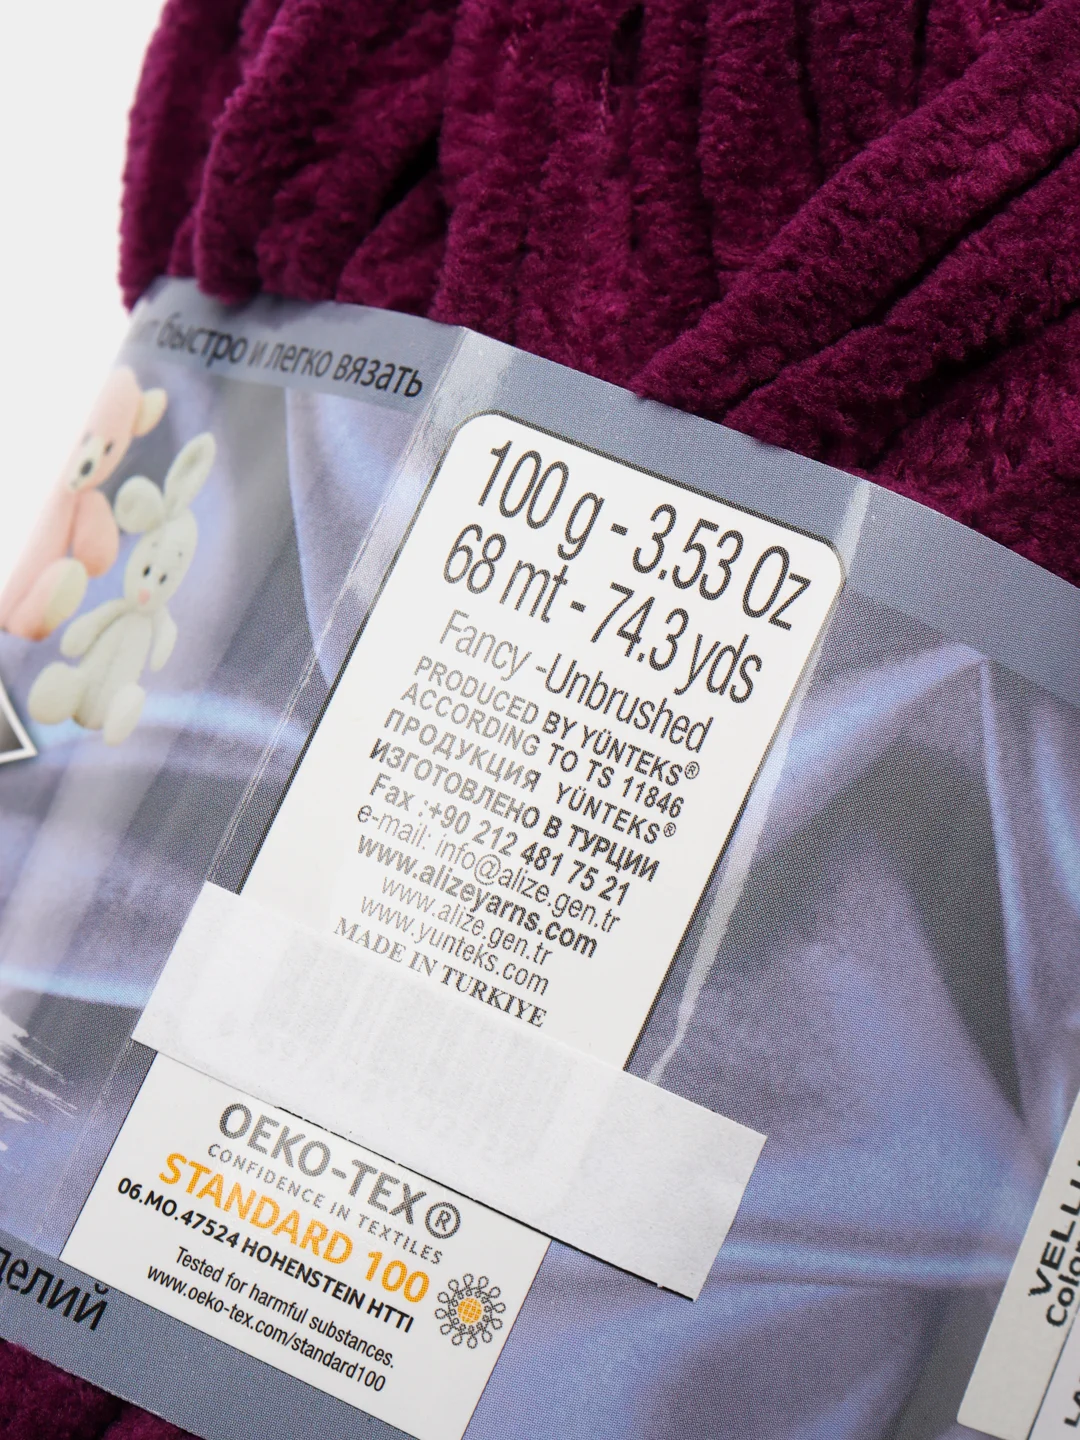 быстро и легко вязать
100 g - 3.53 Oz
68 mt - 74.3 yds
Fancy -Unbrushed
PRODUCED BY YÜNTEKS®
ACCORDING TO TS 11846
ПРОДУКЦИЯ YÜNTEKS®
ИЗГОТОВЛЕНО В ТУРЦИИ
Fax :+90 212 481 75 21
e-mail: info@alize.gen.tr
www.alizeyarns.com
www.alize.gen.tr
www.yunteks.com
MADE IN TURKIYE
OEKO-TEX®
CONFIDENCE IN TEXTILES
STANDARD 100
06.MO.47524 HOHENSTEIN HTTI
Tested for harmful substances.
www.oeko-tex.com/standard100